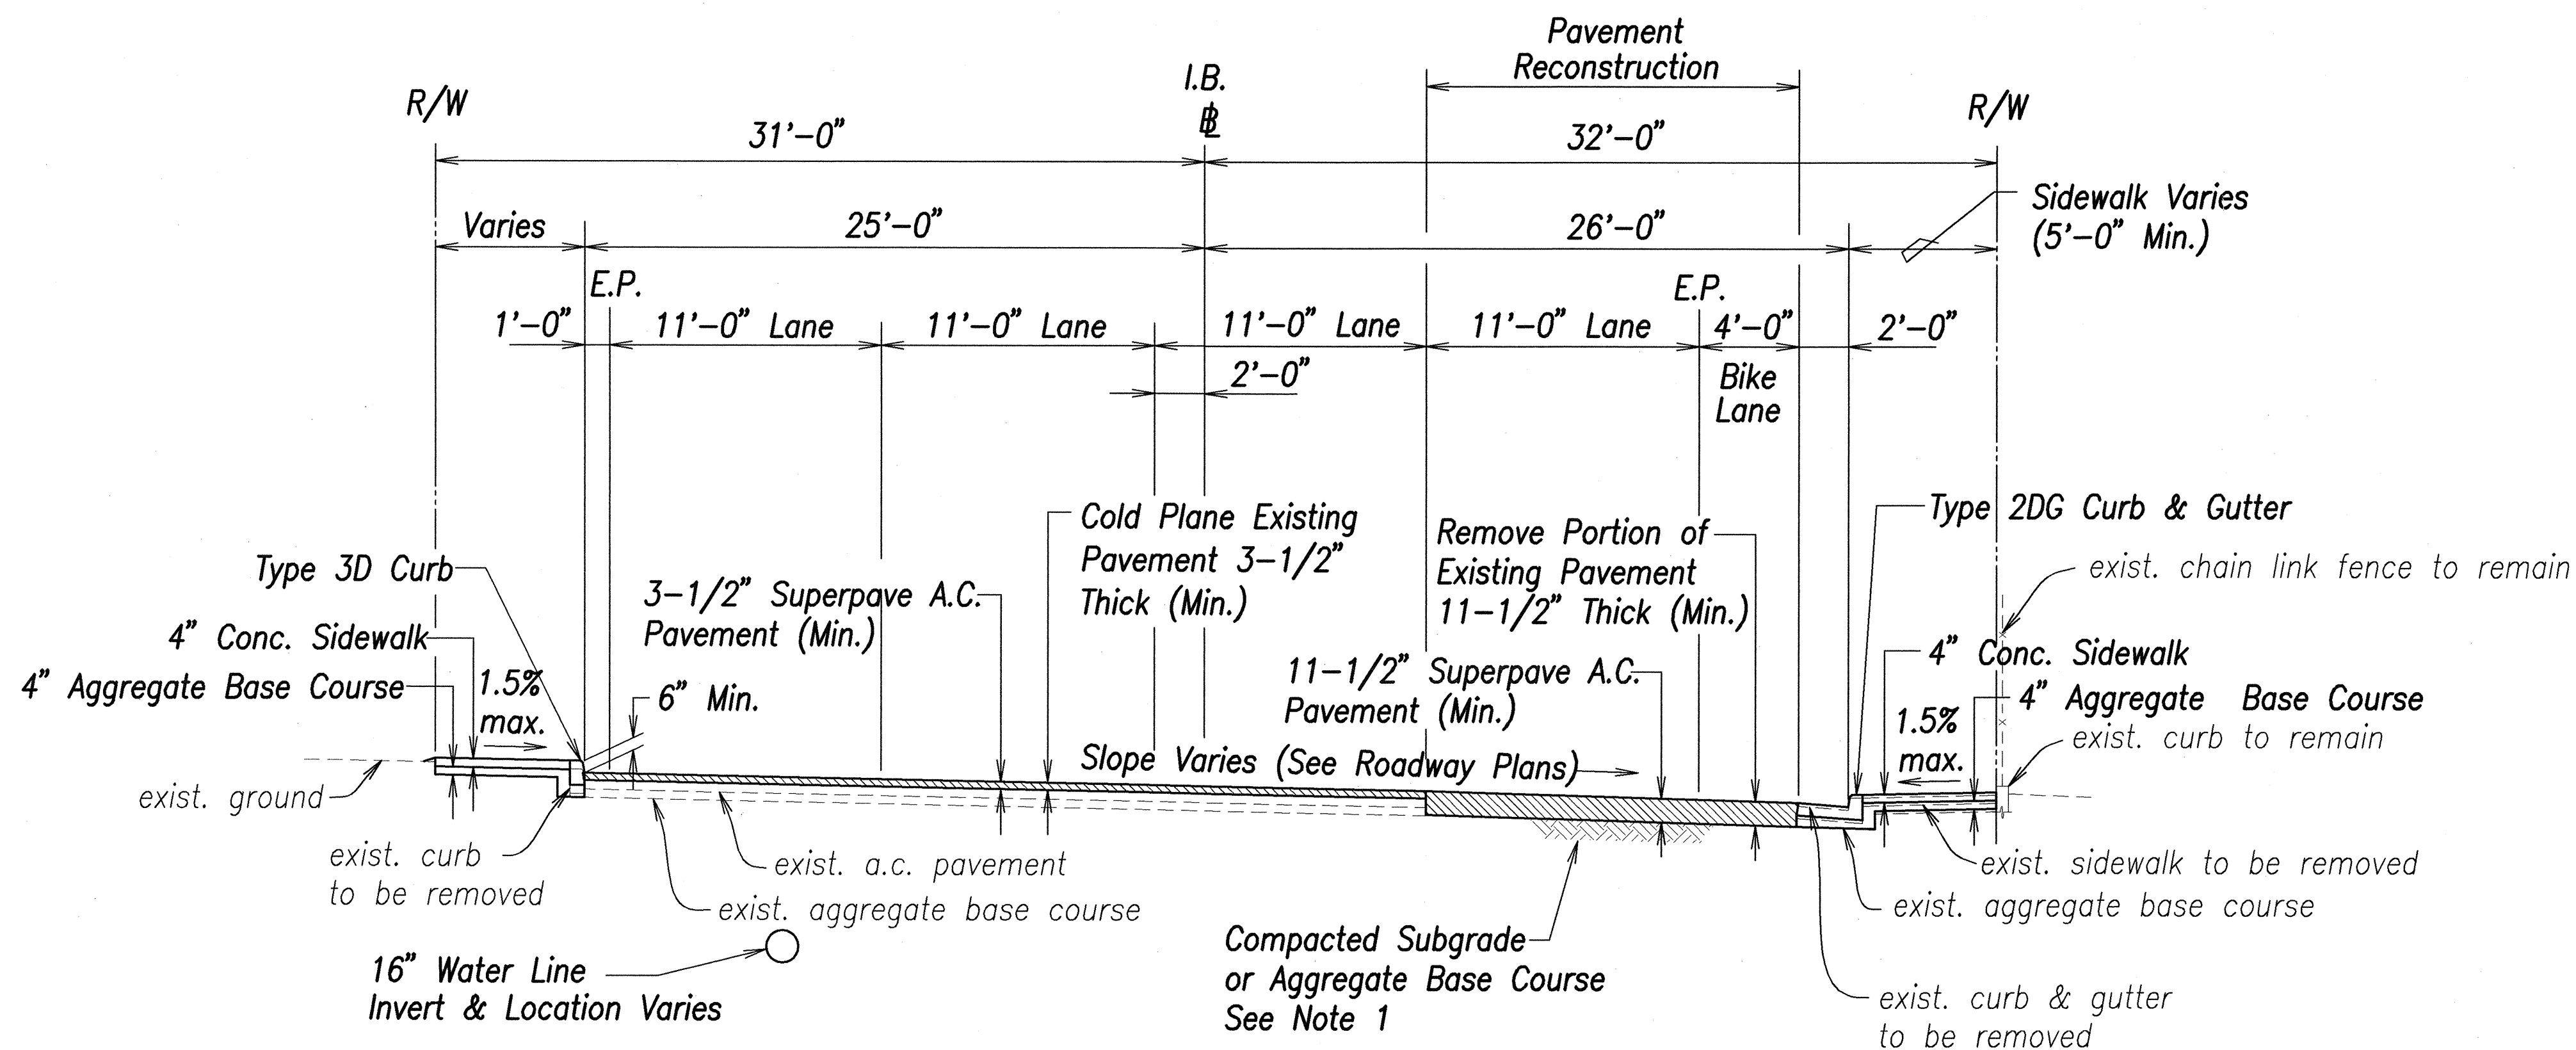 Pavement
Reconstruction
I.B.
R/W
R/W
31'-0"
32'-0"
Sidewalk Varies
(5'-0" Min.)
Varies
25'-0"
26'-0"
E.P.
E.P.
1'-0"
11'-0" Lane
11'-0" Lane
11'-0" Lane
11'-0" Lane
4'-0"
2'-0"
2'-0"
Bike
Lane
Cold Plane Existing
Pavement 3-1/2"
Thick (Min.)
Remove Portion of
Existing Pavement
11-1/2" Thick (Min.)
Type 2DG Curb & Gutter
exist. chain link fence to remain
Type 3D Curb
3-1/2" Superpave A.C.
Pavement (Min.)
4" Conc. Sidewalk
4" Aggregate Base Course
1.5%
max.
6" Min.
11-1/2" Superpave A.C.
Pavement (Min.)
4" Conc. Sidewalk
4" Aggregate Base Course
1.5%
max.
exist. curb to remain
Slope Varies (See Roadway Plans)
exist. ground
exist. curb
to be removed
exist. a.c. pavement
exist. aggregate base course
exist. sidewalk to be removed
exist. aggregate base course
16" Water Line
Invert & Location Varies
Compacted Subgrade
or Aggregate Base Course
See Note 1
exist. curb & gutter
to be removed